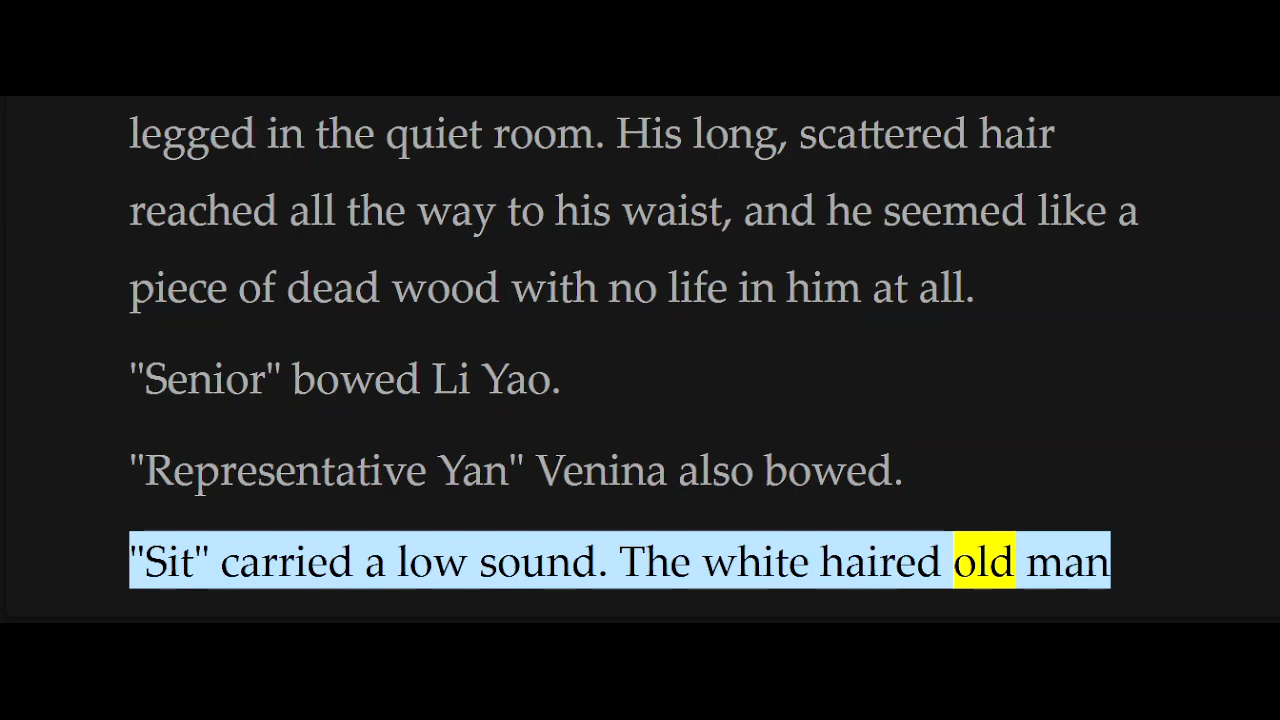 legged in the quiet room. His long, scattered hair
reached all the way to his waist, and he seemed like a
piece of dead wood with no life in him at all.
"Senior" bowed Li Yao.
"Representative Yan" Venina also bowed.
"Sit" carried a low sound. The white haired old man